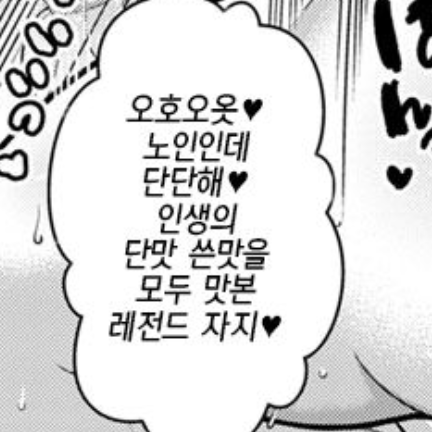 오호오옷♥
노인인데
단단해♥
인생의
단맛 쓴맛을
모두 맛본
레전드 자지♥